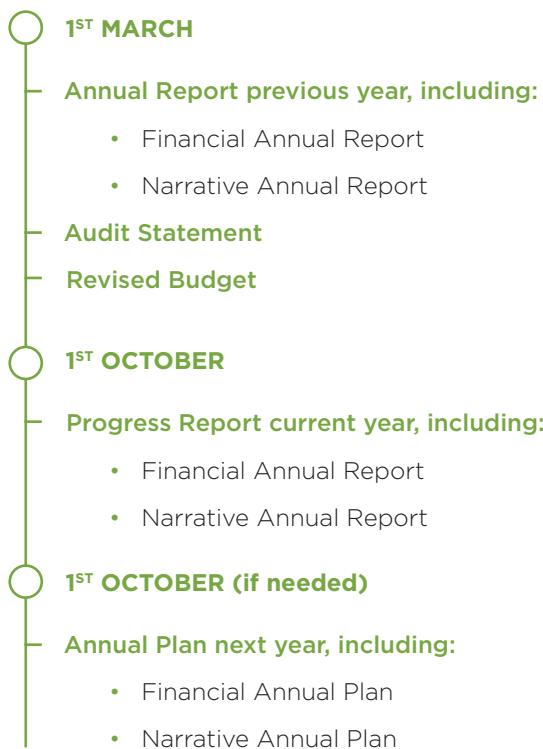 1ST MARCH
Annual Report previous year, including:
• Financial Annual Report
• Narrative Annual Report
Audit Statement
Revised Budget
1ST OCTOBER
Progress Report current year, including:
• Financial Annual Report
• Narrative Annual Report
1ST OCTOBER (if needed)
Annual Plan next year, including:
• Financial Annual Plan
• Narrative Annual Plan